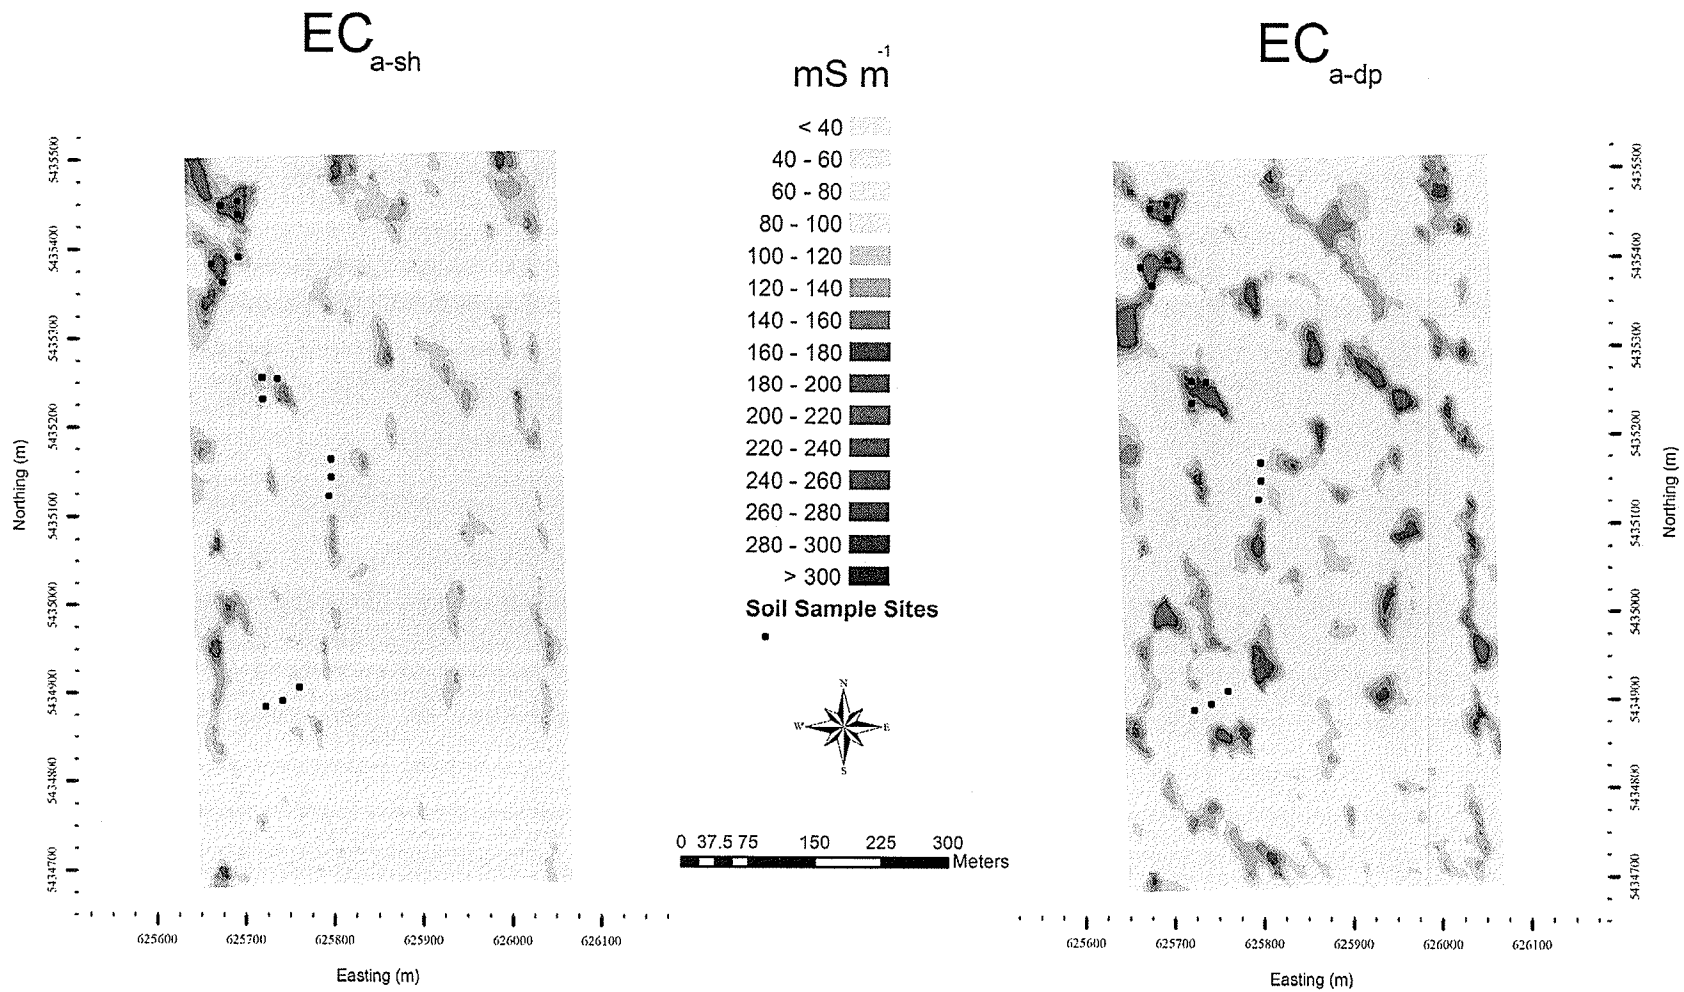 EC a-sh
Northing (m)
5435500
5435400
5435300
5435200
5435100
5435000
5434900
5434800
5434700
625600 625700 625800 625900 626000 626100
Easting (m)
mS m -1
< 40
40 - 60
60 - 80
80 - 100
100 - 120
120 - 140
140 - 160
160 - 180
180 - 200
200 - 220
220 - 240
240 - 260
260 - 280
280 - 300
> 300
Soil Sample Sites
N
W E
S
0 37.5 75 150 225 300
Meters
EC a-dp
5435500
5435400
5435300
5435200
5435100
5435000
5434900
5434800
5434700
Northing (m)
625600 625700 625800 625900 626000 626100
Easting (m)